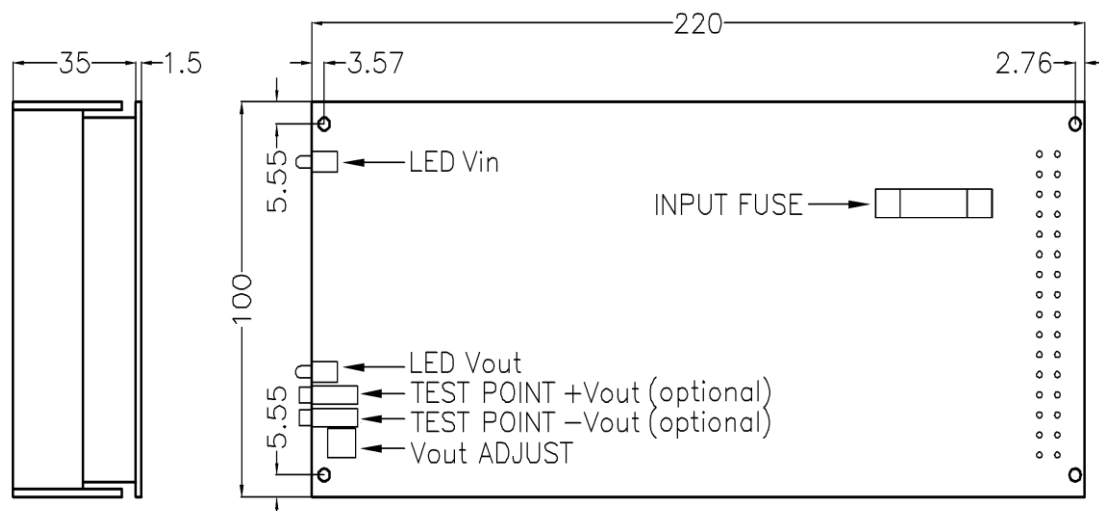 220
35
1.5
3.57
2.76
5.55
LED Vin
INPUT FUSE
100
LED Vout
TEST POINT +Vout (optional)
TEST POINT −Vout (optional)
5.55
Vout ADJUST